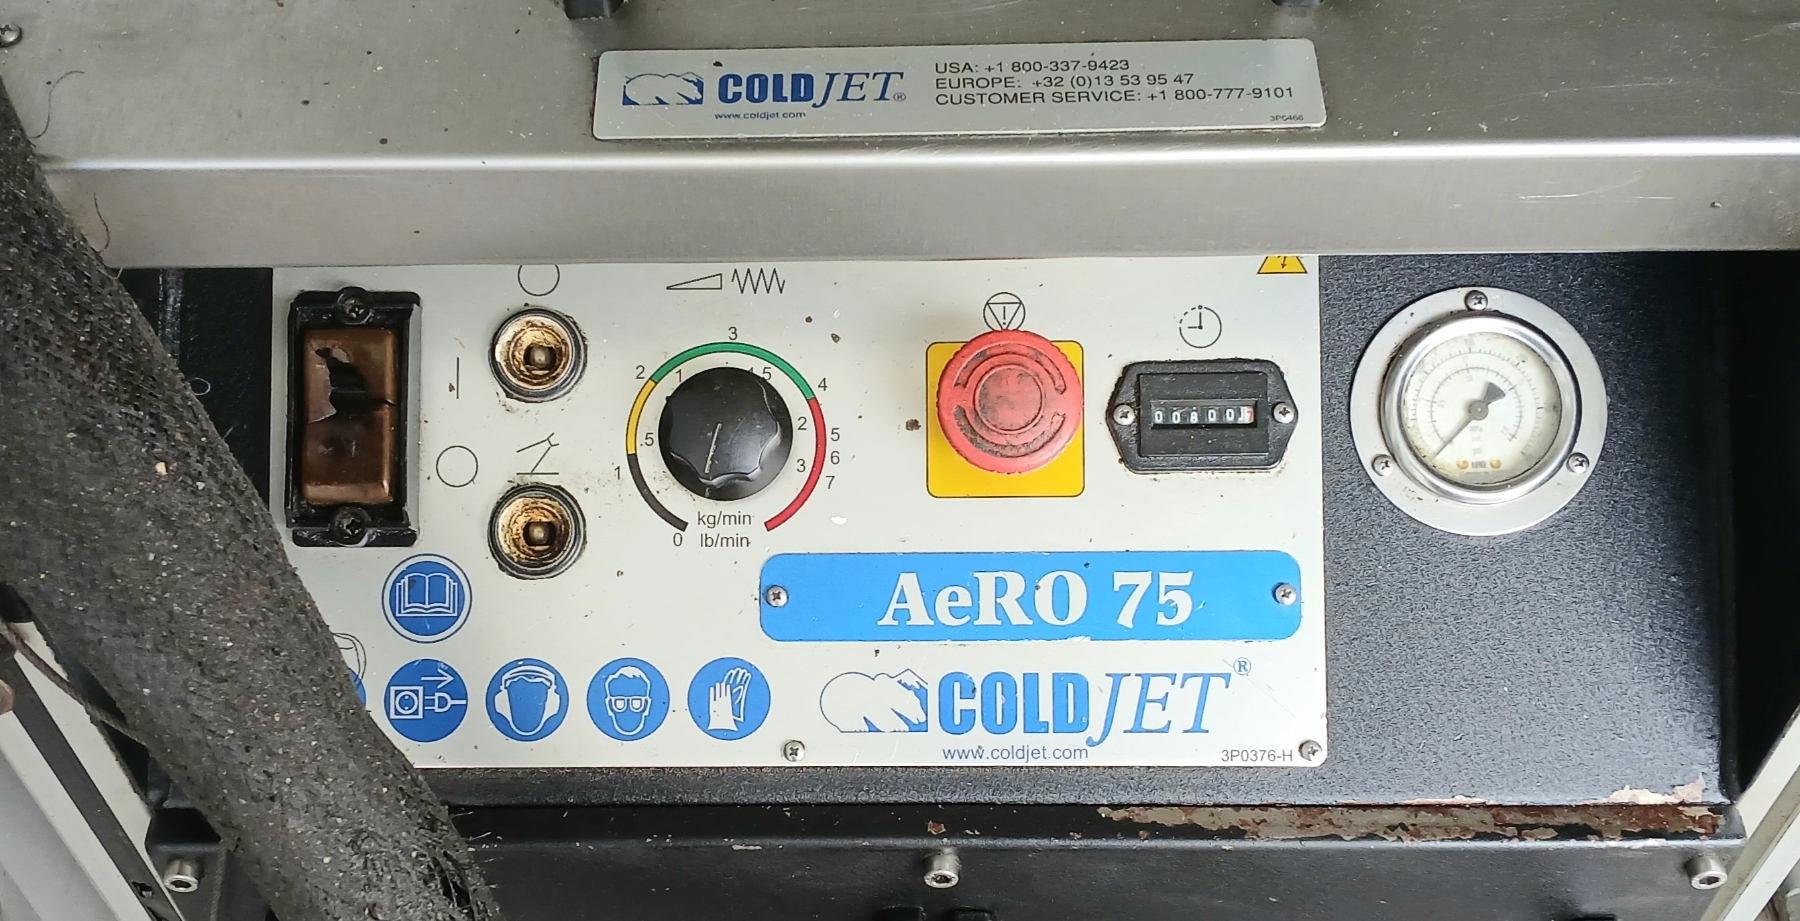 COLDJET®
www.coldjet.com
USA: +1 800-337-9423
EUROPE: +32 (0)13 53 95 47
CUSTOMER SERVICE: +1 800-777-9101
3P0466
3
2
1
1.5
4
.5
2
5
6
1
3
7
kg/min
0
lb/min
AeRO 75
COLDJET®
www.coldjet.com
3P0376-H